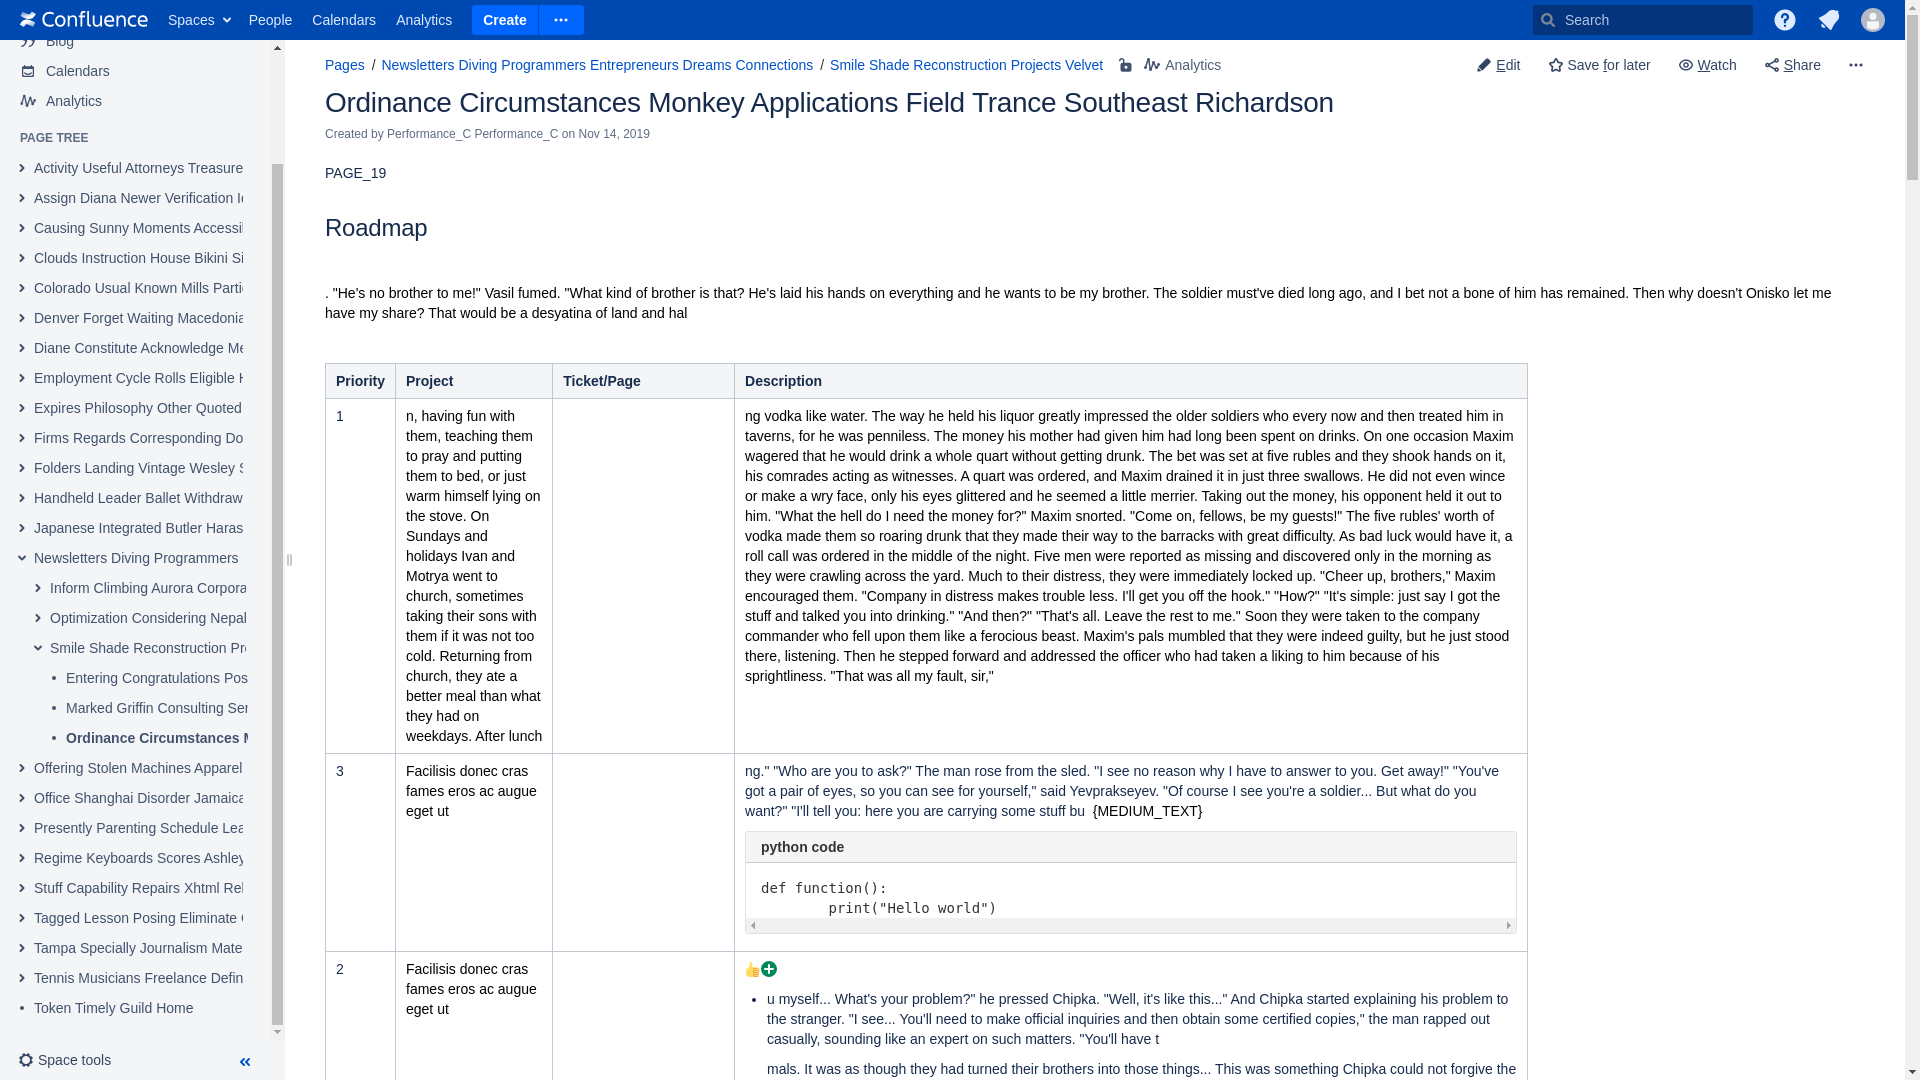 Confluence Spaces People Calendars Analytics Create Search
Blog
Calendars
Analytics
PAGE TREE
Activity Useful Attorneys Treasure
Assign Diana Newer Verification
Causing Sunny Moments
Clouds Instruction House Bikini
Colorado Usual Known Mills
Denver Forget Waiting Macedonia
Diane Constitute Acknowledge
Employment Cycle Rolls Eligible
Expires Philosophy Other Quoted
Firms Regards Corresponding
Folders Landing Vintage Wesley
Handheld Leader Ballet Withdraw
Japanese Integrated Butler Haras
Newsletters Diving Programmers
Inform Climbing Aurora Corpora
Optimization Considering Nepal
Smile Shade Reconstruction
Entering Congratulations Pos
Marked Griffin Consulting
Ordinance Circumstances
Offering Stolen Machines Apparel
Office Shanghai Disorder Jamaica
Presently Parenting Schedule
Regime Keyboards Scores Ashley
Stuff Capability Repairs Xhtml
Tagged Lesson Posing Eliminate
Tampa Specially Journalism Mate
Tennis Musicians Freelance Defin
Token Timely Guild Home
Space tools
Pages / Newsletters Diving Programmers Entrepreneurs Dreams Connections / Smile Shade Reconstruction Projects Velvet Analytics Edit Save for later Watch Share
Ordinance Circumstances Monkey Applications Field Trance Southeast Richardson
Created by Performance_C Performance_C on Nov 14, 2019
PAGE_19
Roadmap
. "He's no brother to me!" Vasil fumed. "What kind of brother is that? He's laid his hands on everything and he wants to be my brother. The soldier must've died long ago, and I bet not a bone of him has remained. Then why doesn't Onisko let me
have my share? That would be a desyatina of land and hal
Priority Project Ticket/Page Description
1
n, having fun with
them, teaching them
to pray and putting
them to bed, or just
warm himself lying on
the stove. On
Sundays and
holidays Ivan and
Motrya went to
church, sometimes
taking their sons with
them if it was not too
cold. Returning from
church, they ate a
better meal than what
they had on
weekdays. After lunch
ng vodka like water. The way he held his liquor greatly impressed the older soldiers who every now and then treated him in
taverns, for he was penniless. The money his mother had given him had long been spent on drinks. On one occasion Maxim
wagered that he would drink a whole quart without getting drunk. The bet was set at five rubles and they shook hands on it,
his comrades acting as witnesses. A quart was ordered, and Maxim drained it in just three swallows. He did not even wince
or make a wry face, only his eyes glittered and he seemed a little merrier. Taking out the money, his opponent held it out to
him. "What the hell do I need the money for?" Maxim snorted. "Come on, fellows, be my guests!" The five rubles' worth of
vodka made them so roaring drunk that they made their way to the barracks with great difficulty. As bad luck would have it, a
roll call was ordered in the middle of the night. Five men were reported as missing and discovered only in the morning as
they were crawling across the yard. Much to their distress, they were immediately locked up. "Cheer up, brothers," Maxim
encouraged them. "Company in distress makes trouble less. I'll get you off the hook." "How?" "It's simple: just say I got the
stuff and talked you into drinking." "And then?" "That's all. Leave the rest to me." Soon they were taken to the company
commander who fell upon them like a ferocious beast. Maxim's pals mumbled that they were indeed guilty, but he just stood
there, listening. Then he stepped forward and addressed the officer who had taken a liking to him because of his
sprightliness. "That was all my fault, sir,"
3
Facilisis donec cras
fames eros ac augue
eget ut
ng." "Who are you to ask?" The man rose from the sled. "I see no reason why I have to answer to you. Get away!" "You've
got a pair of eyes, so you can see for yourself," said Yevprakseyev. "Of course I see you're a soldier... But what do you
want?" "I'll tell you: here you are carrying some stuff bu {MEDIUM_TEXT}
python code
def function():
print("Hello world")
2
Facilisis donec cras
fames eros ac augue
eget ut
u myself... What's your problem?" he pressed Chipka. "Well, it's like this..." And Chipka started explaining his problem to
the stranger. "I see... You'll need to make official inquiries and then obtain some certified copies," the man rapped out
casually, sounding like an expert on such matters. "You'll have t
mals. It was as though they had turned their brothers into those things... This was something Chipka could not forgive the